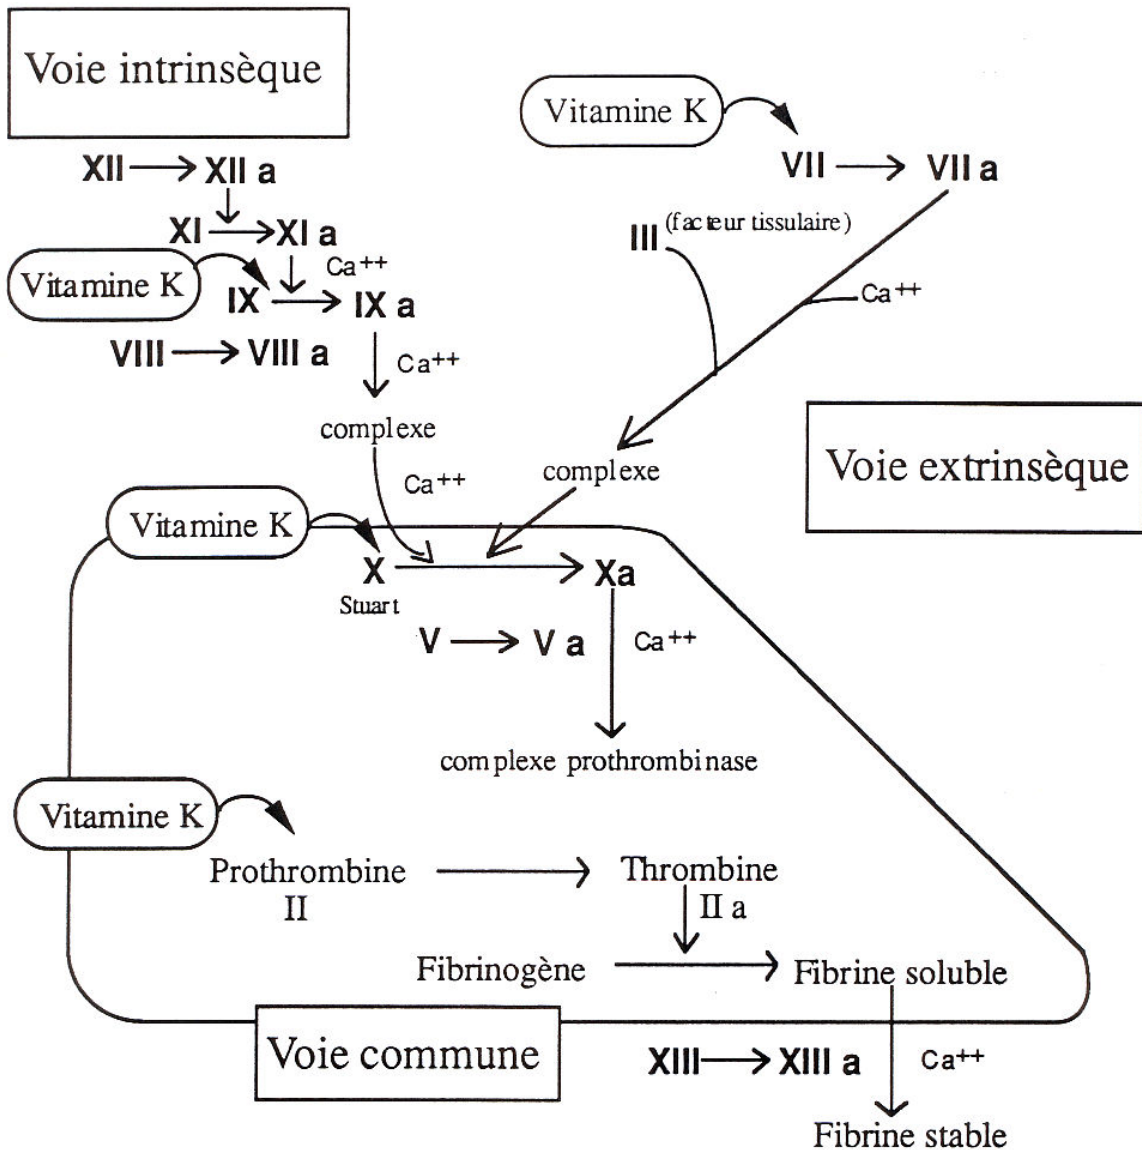 Voie intrinsèque
Vitamine K
XII → XII a
VII → VII a
XI → XI a
III (facteur tissulaire)
Vitamine K
Ca++
IX → IX a
Ca++
VIII → VIII a
Ca++
complexe
Voie extrinsèque
complexe
Ca++
Vitamine K
X → Xa
Stuart
V → V a
Ca++
complexe prothrombinase
Vitamine K
Prothrombine → Thrombine
II
II a
Fibrinogène → Fibrine soluble
Voie commune
XIII → XIII a
Ca++
Fibrine stable